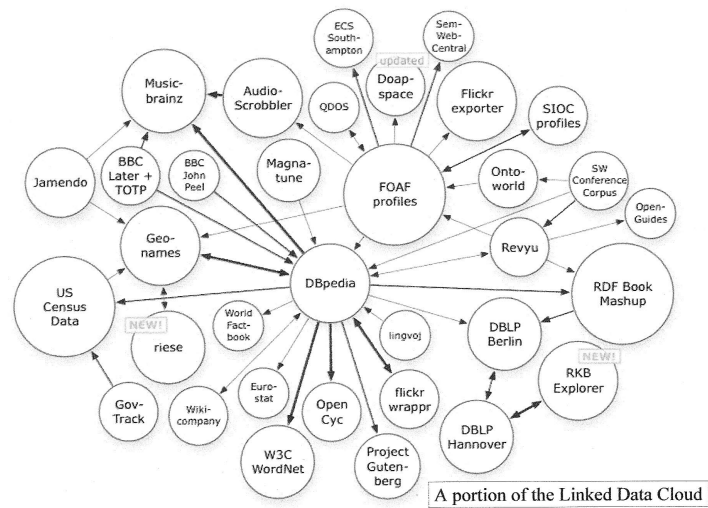 ECS
South-
ampton
Sem-
Web-
Central
updated
Doap-
space
Music-
brainz
Audio-
Scrobbler
QDOS
Flickr
exporter
SIOC
profiles
BBC
Later +
TOTP
BBC
John
Peel
Magna-
tune
Jamendo
FOAF
profiles
Onto-
world
SW
Conference
Corpus
Open-
Guides
Geo-
names
Revyu
US
Census
Data
DBpedia
RDF Book
Mashup
NEW!
riese
World
Fact-
book
lingvoj
DBLP
Berlin
NEW!
RKB
Explorer
Gov-
Track
Wiki-
company
Euro-
stat
Open
Cyc
flickr
wrappr
DBLP
Hannover
W3C
WordNet
Project
Guten-
berg
A portion of the Linked Data Cloud